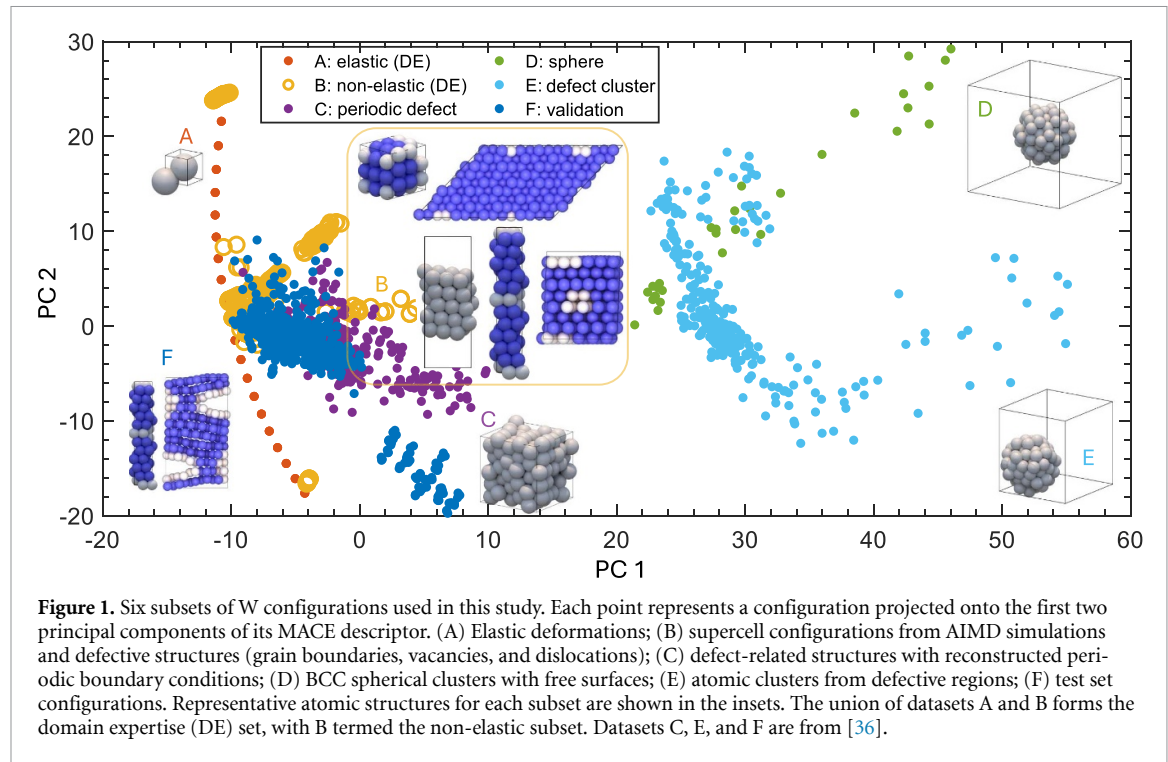 30
20
10
0
-10
-20
-20
-10
0
10
20
30
40
50
60
PC 2
PC 1
A: elastic (DE)
B: non-elastic (DE)
C: periodic defect
D: sphere
E: defect cluster
F: validation
A
B
C
D
E
F
Figure 1. Six subsets of W configurations used in this study. Each point represents a configuration projected onto the first two
principal components of its MACE descriptor. (A) Elastic deformations; (B) supercell configurations from AIMD simulations
and defective structures (grain boundaries, vacancies, and dislocations); (C) defect-related structures with reconstructed peri-
odic boundary conditions; (D) BCC spherical clusters with free surfaces; (E) atomic clusters from defective regions; (F) test set
configurations. Representative atomic structures for each subset are shown in the insets. The union of datasets A and B forms the
domain expertise (DE) set, with B termed the non-elastic subset. Datasets C, E, and F are from [36].